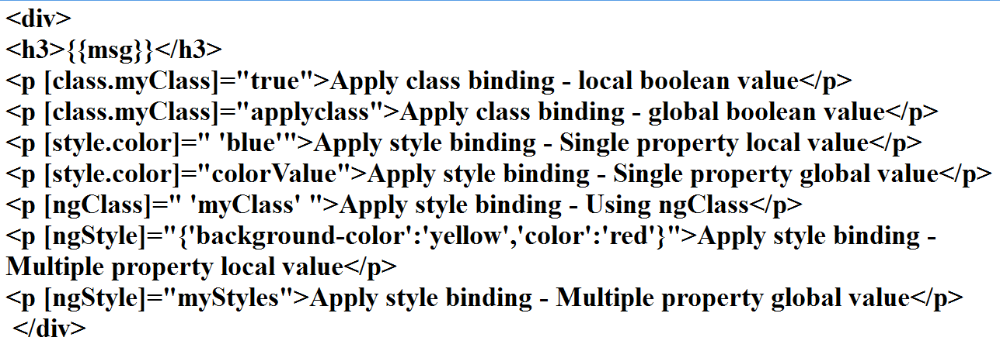 <div>
<h3>{{msg}}</h3>
<p [class.myClass]="true">Apply class binding - local boolean value</p>
<p [class.myClass]="applyclass">Apply class binding - global boolean value</p>
<p [style.color]=" 'blue'">Apply style binding - Single property local value</p>
<p [style.color]="colorValue">Apply style binding - Single property global value</p>
<p [ngClass]=" 'myClass' ">Apply style binding - Using ngClass</p>
<p [ngStyle]="{'background-color':'yellow','color':'red'}">Apply style binding -
Multiple property local value</p>
<p [ngStyle]="myStyles">Apply style binding - Multiple property global value</p>
</div>